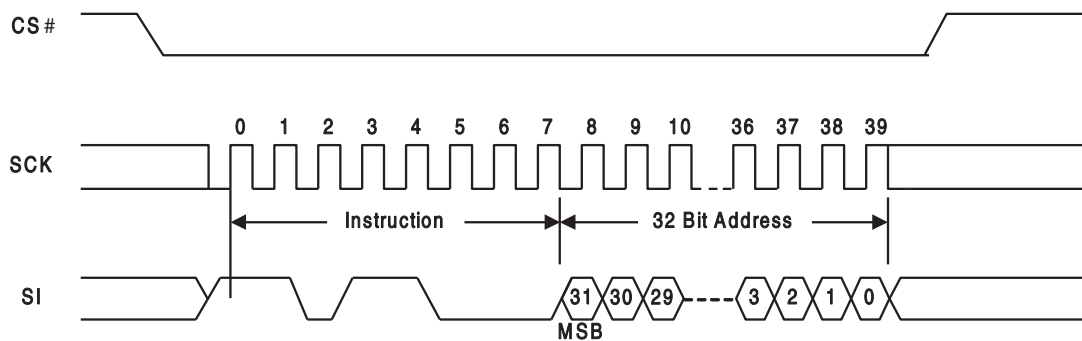 CS#
0 1 2 3 4 5 6 7 8 9 10 36 37 38 39
SCK
Instruction 32 Bit Address
SI 31 30 29 3 2 1 0
MSB